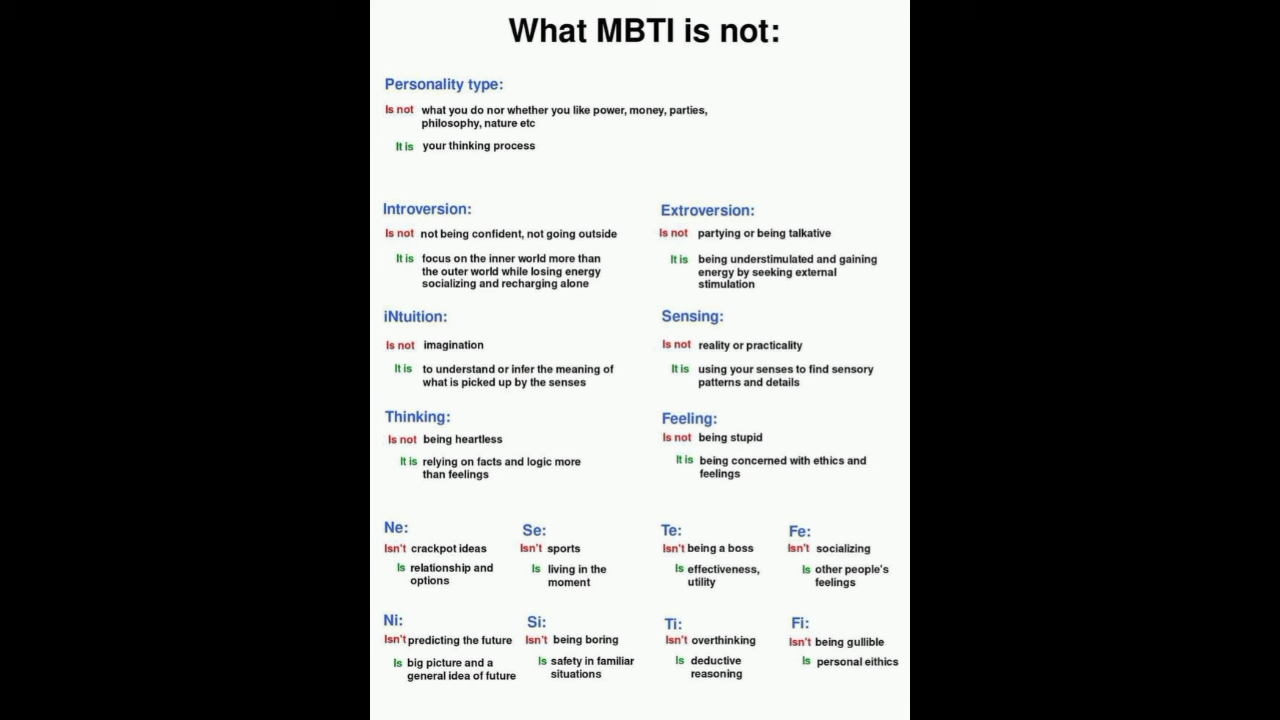 What MBTI is not:
Personality type:
Is not what you do nor whether you like power, money, parties,
philosophy, nature etc
It is your thinking process
Introversion:
Is not not being confident, not going outside
It is focus on the inner world more than
the outer world while losing energy
socializing and recharging alone
Extroversion:
Is not partying or being talkative
It is being understimulated and gaining
energy by seeking external
stimulation
iNtuition:
Is not imagination
It is to understand or infer the meaning of
what is picked up by the senses
Sensing:
Is not reality or practicality
It is using your senses to find sensory
patterns and details
Thinking:
Is not being heartless
It is relying on facts and logic more
than feelings
Feeling:
Is not being stupid
It is being concerned with ethics and
feelings
Ne:
Isn't crackpot ideas
Is relationship and
options
Se:
Isn't sports
Is living in the
moment
Te:
Isn't being a boss
Is effectiveness,
utility
Fe:
Isn't socializing
Is other people's
feelings
Ni:
Isn't predicting the future
Is big picture and a
general idea of future
Si:
Isn't being boring
Is safety in familiar
situations
Ti:
Isn't overthinking
Is deductive
reasoning
Fi:
Isn't being gullible
Is personal eithics